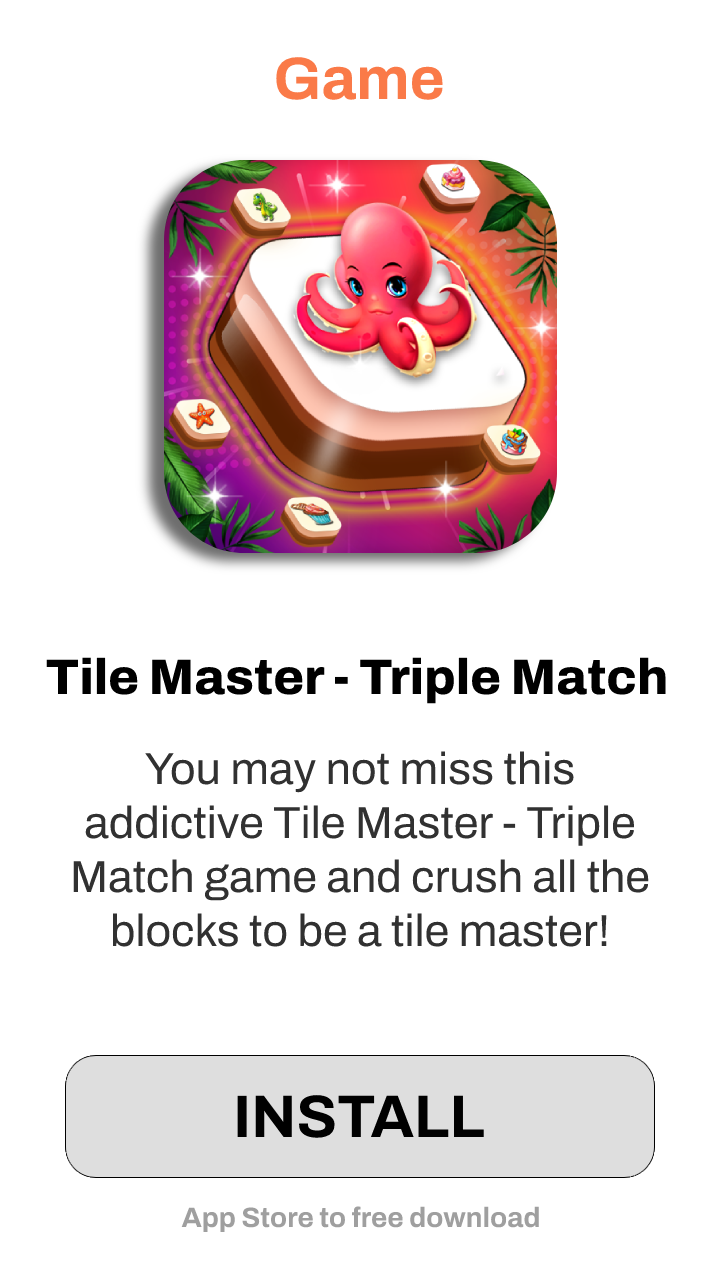 Game
Tile Master - Triple Match
You may not miss this
addictive Tile Master - Triple
Match game and crush all the
blocks to be a tile master!
INSTALL
App Store to free download